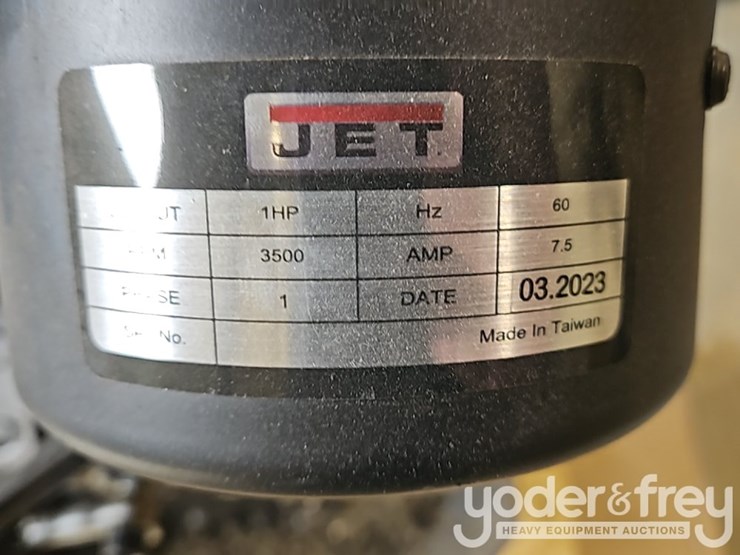 JET
1HP Hz 60
3500 AMP 7.5
1 DATE 03.2023
No. Made In Taiwan
yoder&frey
HEAVY EQUIPMENT AUCTIONS